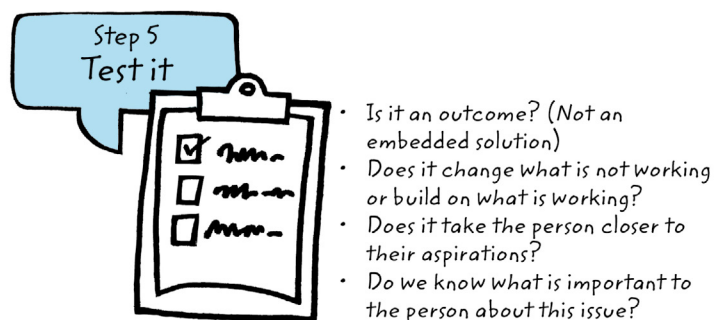 Step 5
Test it
• Is it an outcome? (Not an
embedded solution)
• Does it change what is not working
or build on what is working?
• Does it take the person closer to
their aspirations?
• Do we know what is important to
the person about this issue?